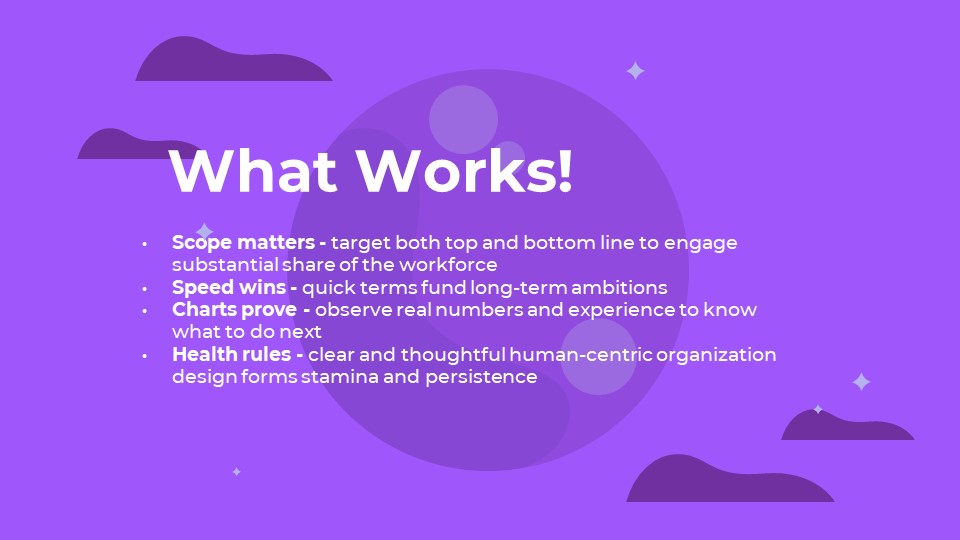 What Works!
• Scope matters - target both top and bottom line to engage
substantial share of the workforce
• Speed wins - quick terms fund long-term ambitions
• Charts prove - observe real numbers and experience to know
what to do next
• Health rules - clear and thoughtful human-centric organization
design forms stamina and persistence